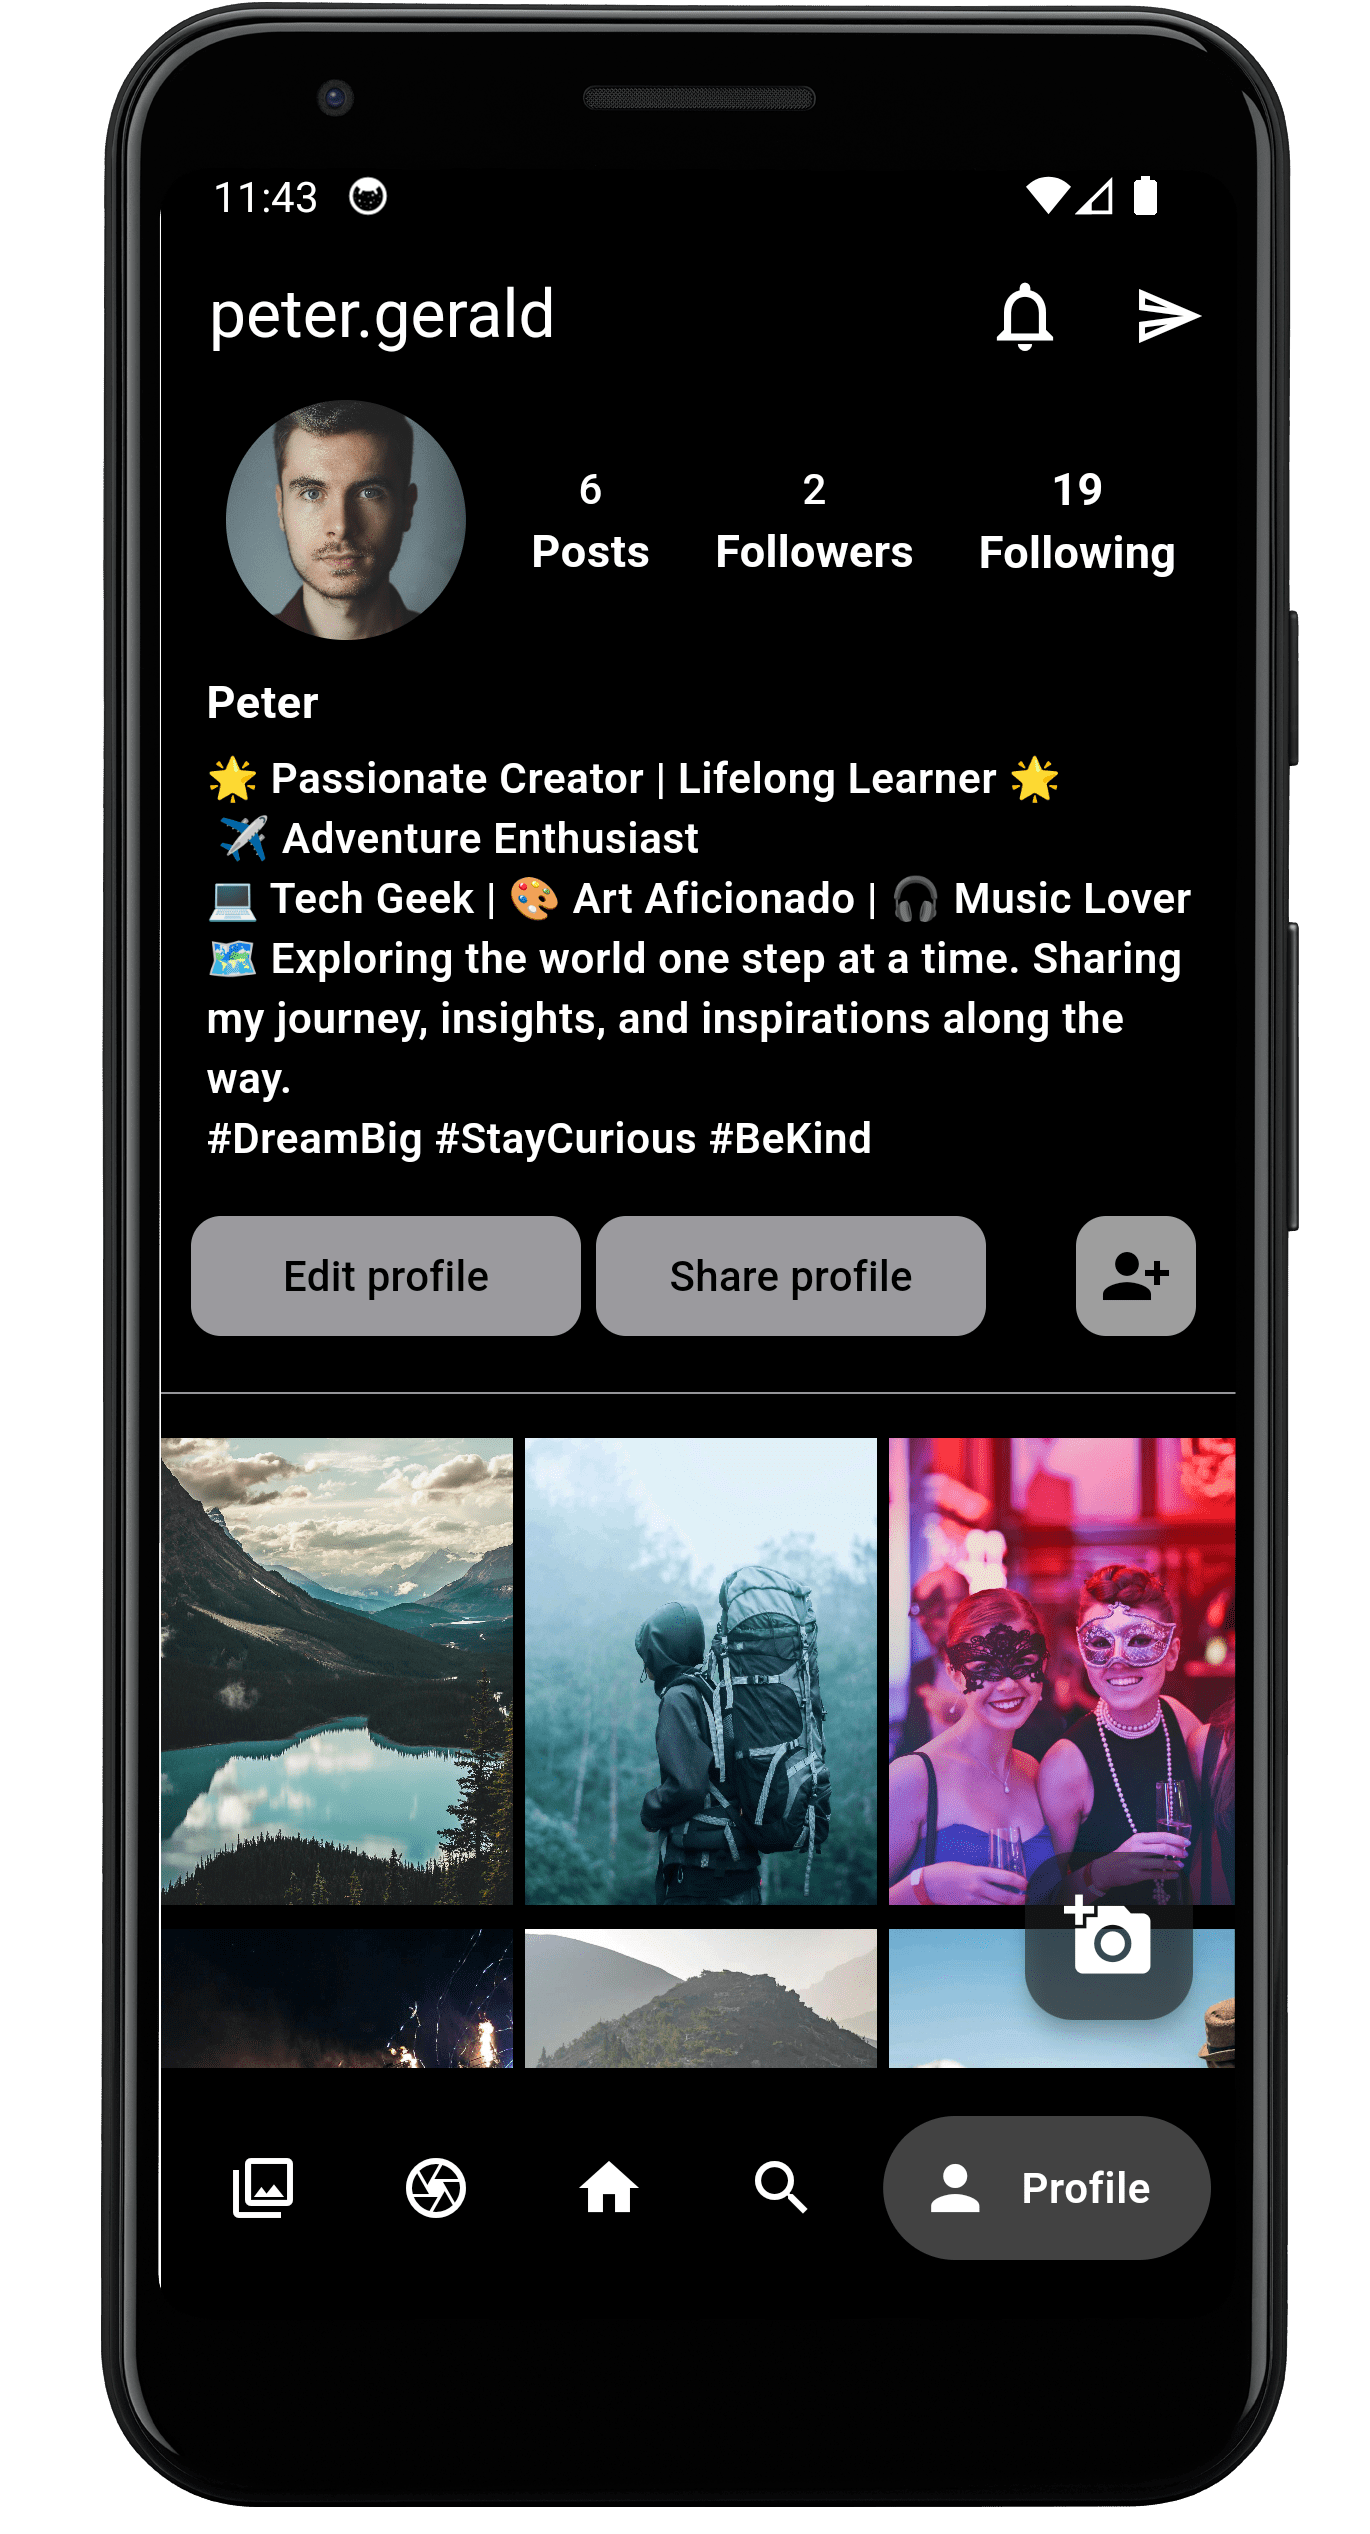 11:43
peter.gerald
6 2 19
Posts Followers Following
Peter
🌟 Passionate Creator | Lifelong Learner 🌟
✈️ Adventure Enthusiast
💻 Tech Geek | 🎨 Art Aficionado | 🎧 Music Lover
🗺️ Exploring the world one step at a time. Sharing
my journey, insights, and inspirations along the
way.
#DreamBig #StayCurious #BeKind
Edit profile Share profile
Profile